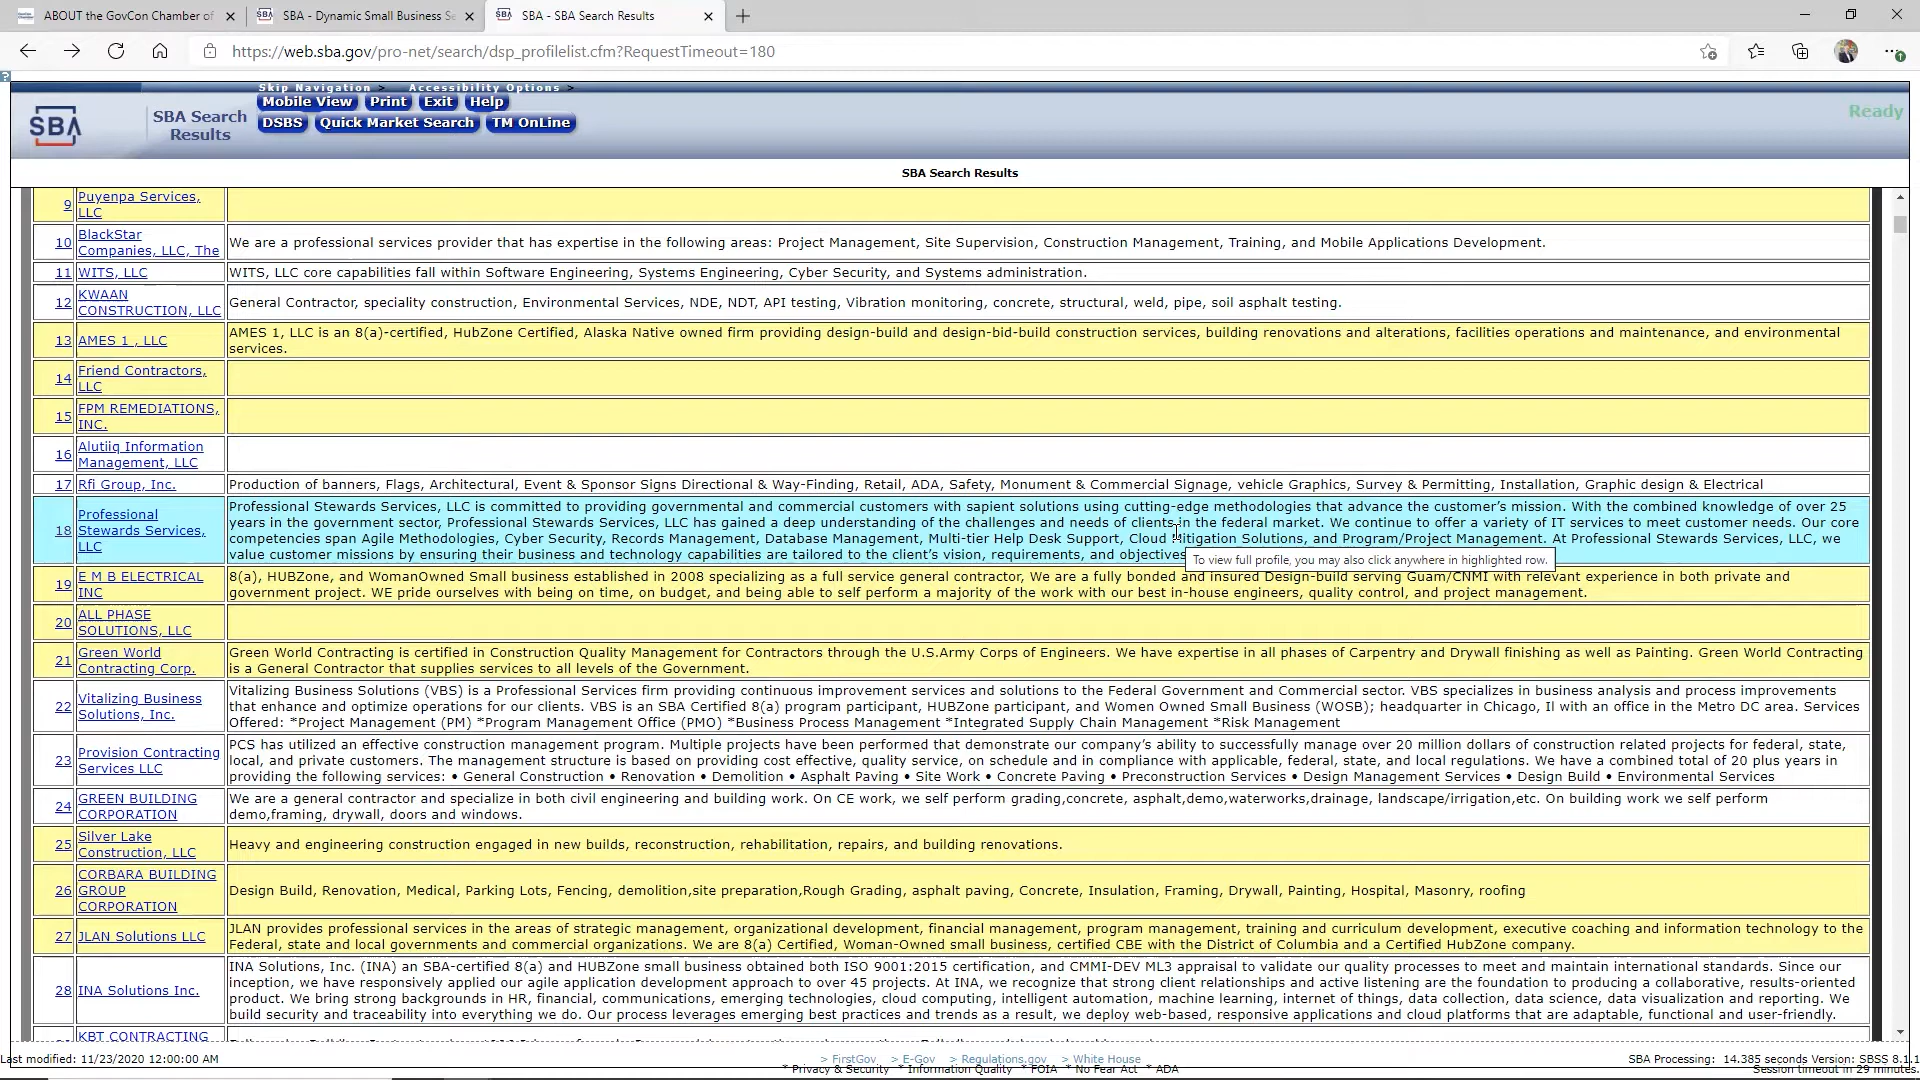 ABOUT the GovCon Chamber of
SBA - Dynamic Small Business Se
SBA - SBA Search Results
https://web.sba.gov/pro-net/search/dsp_profilelist.cfm?RequestTimeout=180
Skip Navigation > Accessibility Options >
Mobile View Print Exit Help
DSBS Quick Market Search TM OnLine
SBA
SBA Search
Results
Ready
SBA Search Results
9 Puyenpa Services,
LLC
10 BlackStar
Companies, LLC, The
We are a professional services provider that has expertise in the following areas: Project Management, Site Supervision, Construction Management, Training, and Mobile Applications Development.
11 WITS, LLC WITS, LLC core capabilities fall within Software Engineering, Systems Engineering, Cyber Security, and Systems administration.
12 KWAAN
CONSTRUCTION, LLC
General Contractor, speciality construction, Environmental Services, NDE, NDT, API testing, Vibration monitoring, concrete, structural, weld, pipe, soil asphalt testing.
13 AMES 1 , LLC
AMES 1, LLC is an 8(a)-certified, HubZone Certified, Alaska Native owned firm providing design-build and design-bid-build construction services, building renovations and alterations, facilities operations and maintenance, and environmental
services.
14 Friend Contractors,
LLC
15 FPM REMEDIATIONS,
INC.
16 Alutiiq Information
Management, LLC
17 Rfi Group, Inc. Production of banners, Flags, Architectural, Event & Sponsor Signs Directional & Way-Finding, Retail, ADA, Safety, Monument & Commercial Signage, vehicle Graphics, Survey & Permitting, Installation, Graphic design & Electrical
18 Professional
Stewards Services,
LLC
Professional Stewards Services, LLC is committed to providing governmental and commercial customers with sapient solutions using cutting-edge methodologies that advance the customer's mission. With the combined knowledge of over 25
years in the government sector, Professional Stewards Services, LLC has gained a deep understanding of the challenges and needs of clients in the federal market. We continue to offer a variety of IT services to meet customer needs. Our core
competencies span Agile Methodologies, Cyber Security, Records Management, Database Management, Multi-tier Help Desk Support, Cloud Mitigation Solutions, and Program/Project Management. At Professional Stewards Services, LLC, we
value customer missions by ensuring their business and technology capabilities are tailored to the client's vision, requirements, and objectives
To view full profile, you may also click anywhere in highlighted row.
19 E M B ELECTRICAL
INC
8(a), HUBZone, and WomanOwned Small business established in 2008 specializing as a full service general contractor, We are a fully bonded and insured Design-build serving Guam/CNMI with relevant experience in both private and
government project. WE pride ourselves with being on time, on budget, and being able to self perform a majority of the work with our best in-house engineers, quality control, and project management.
20 ALL PHASE
SOLUTIONS, LLC
21 Green World
Contracting Corp.
Green World Contracting is certified in Construction Quality Management for Contractors through the U.S.Army Corps of Engineers. We have expertise in all phases of Carpentry and Drywall finishing as well as Painting. Green World Contracting
is a General Contractor that supplies services to all levels of the Government.
22 Vitalizing Business
Solutions, Inc.
Vitalizing Business Solutions (VBS) is a Professional Services firm providing continuous improvement services and solutions to the Federal Government and Commercial sector. VBS specializes in business analysis and process improvements
that enhance and optimize operations for our clients. VBS is an SBA Certified 8(a) program participant, HUBZone participant, and Women Owned Small Business (WOSB); headquarter in Chicago, Il with an office in the Metro DC area. Services
Offered: *Project Management (PM) *Program Management Office (PMO) *Business Process Management *Integrated Supply Chain Management *Risk Management
23 Provision Contracting
Services LLC
PCS has utilized an effective construction management program. Multiple projects have been performed that demonstrate our company's ability to successfully manage over 20 million dollars of construction related projects for federal, state,
local, and private customers. The management structure is based on providing cost effective, quality service, on schedule and in compliance with applicable, federal, state, and local regulations. We have a combined total of 20 plus years in
providing the following services: • General Construction • Renovation • Demolition • Asphalt Paving • Site Work • Concrete Paving • Preconstruction Services • Design Management Services • Design Build • Environmental Services
24 GREEN BUILDING
CORPORATION
We are a general contractor and specialize in both civil engineering and building work. On CE work, we self perform grading,concrete, asphalt,demo,waterworks,drainage, landscape/irrigation,etc. On building work we self perform
demo,framing, drywall, doors and windows.
25 Silver Lake
Construction, LLC
Heavy and engineering construction engaged in new builds, reconstruction, rehabilitation, repairs, and building renovations.
26 CORBARA BUILDING
GROUP
CORPORATION
Design Build, Renovation, Medical, Parking Lots, Fencing, demolition,site preparation,Rough Grading, asphalt paving, Concrete, Insulation, Framing, Drywall, Painting, Hospital, Masonry, roofing
27 JLAN Solutions LLC
JLAN provides professional services in the areas of strategic management, organizational development, financial management, program management, training and curriculum development, executive coaching and information technology to the
Federal, state and local governments and commercial organizations. We are 8(a) Certified, Woman-Owned small business, certified CBE with the District of Columbia and a Certified HubZone company.
28 INA Solutions Inc.
INA Solutions, Inc. (INA) an SBA-certified 8(a) and HUBZone small business obtained both ISO 9001:2015 certification, and CMMI-DEV ML3 appraisal to validate our quality processes to meet and maintain international standards. Since our
inception, we have responsively applied our agile application development approach to over 45 projects. At INA, we recognize that strong client relationships and active listening are the foundation to producing a collaborative, results-oriented
product. We bring strong backgrounds in HR, financial, communications, emerging technologies, cloud computing, intelligent automation, machine learning, internet of things, data collection, data science, data visualization and reporting. We
build security and traceability into everything we do. Our process leverages emerging best practices and trends as a result, we deploy web-based, responsive applications and cloud platforms that are adaptable, functional and user-friendly.
KBT CONTRACTING
Last modified: 11/23/2020 12:00:00 AM
> FirstGov > E-Gov > Regulations.gov > White House
* Privacy & Security * Information Quality * FOIA * No Fear Act * ADA
SBA Processing: 14.385 seconds Version: SBSS 8.1.1
Session timeout in 29 minutes.